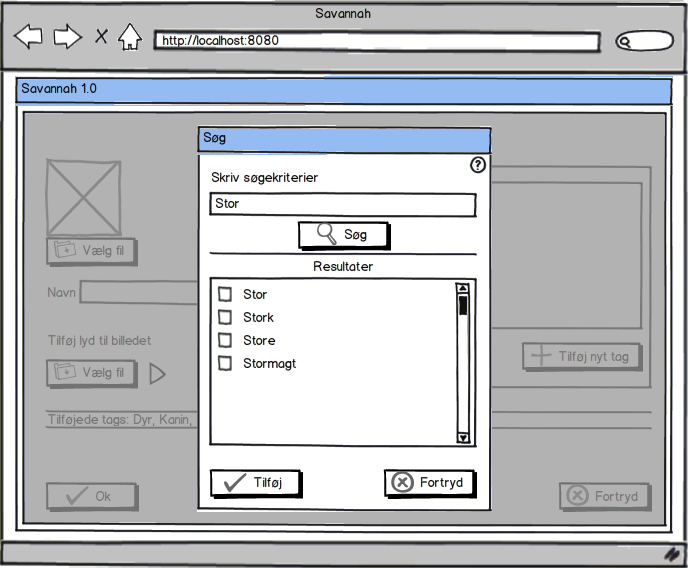 Savannah
http://localhost:8080
Savannah 1.0
Søg
?
Skriv søgekriterier
Stor
Søg
Resultater
Stor
Stork
Store
Stormagt
Tilføj
Fortryd
Vælg fil
Navn
Tilføj lyd til billedet
Vælg fil
Tilføj nyt tag
Tilføjede tags: Dyr, Kanin,
Ok
Fortryd